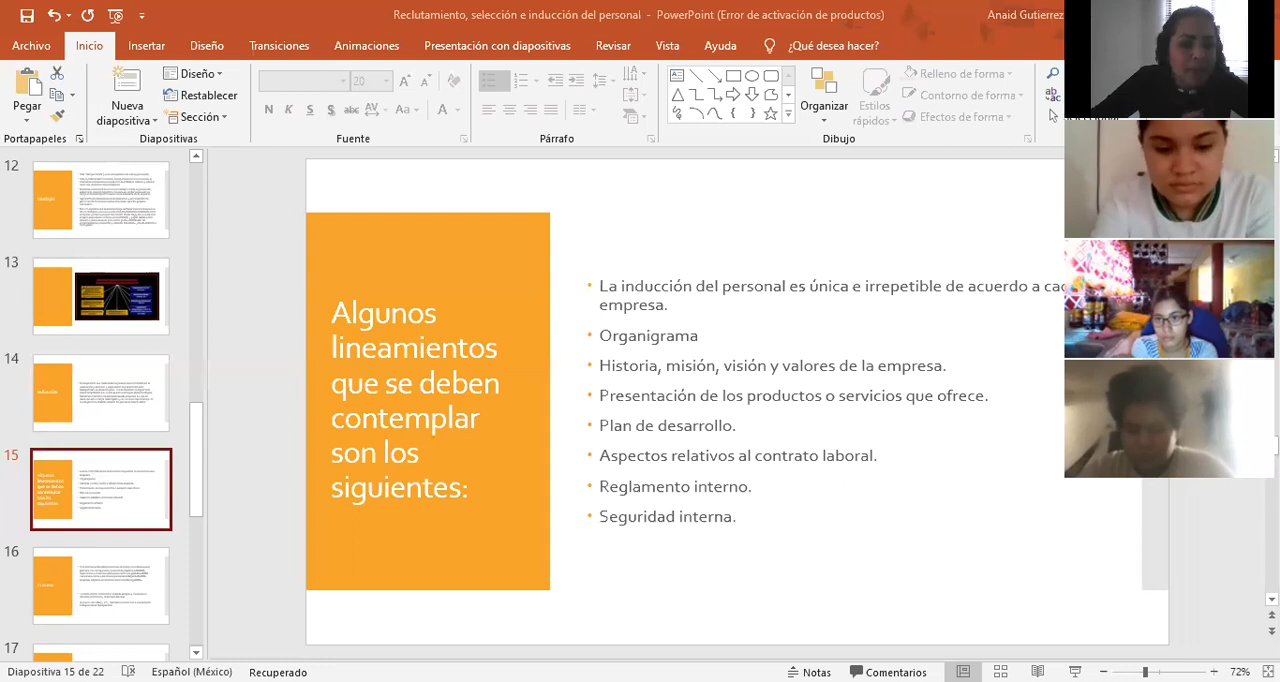 Reclutamiento, selección e inducción del personal - PowerPoint (Error de activación de productos)
Anaid Gutierrez
Archivo
Inicio
Insertar
Diseño
Transiciones
Animaciones
Presentación con diapositivas
Revisar
Vista
Ayuda
¿Qué desea hacer?
Pegar
Nueva
diapositiva
Diseño
Restablecer
Sección
20
N K S S abc AV Aa A
Organizar
Estilos
rápidos
Relleno de forma
Contorno de forma
Efectos de forma
Portapapeles
Diapositivas
Fuente
Párrafo
Dibujo
12
13
14
15
16
17
Algunos
lineamientos
que se deben
contemplar
son los
siguientes:
• La inducción del personal es única e irrepetible de acuerdo a cad
empresa.
• Organigrama
• Historia, misión, visión y valores de la empresa.
• Presentación de los productos o servicios que ofrece.
• Plan de desarrollo.
• Aspectos relativos al contrato laboral.
• Reglamento interno.
• Seguridad interna.
Diapositiva 15 de 22
Español (México)
Recuperado
Notas
Comentarios
72%